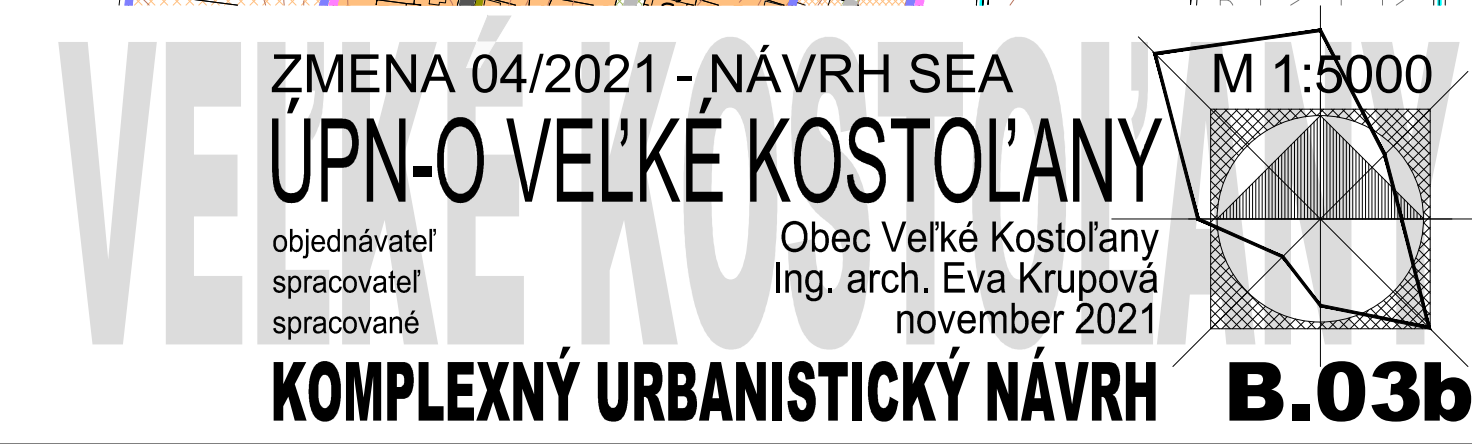 ZMENA 04/2021 - NÁVRH SEA M 1:5000
ÚPN-O VEĽKÉ KOSTOĽANY
objednávateľ Obec Veľké Kostoľany
spracovateľ Ing. arch. Eva Krupová
spracované november 2021
KOMPLEXNÝ URBANISTICKÝ NÁVRH B.03b
VEĽKÉ KOSTOĽANY